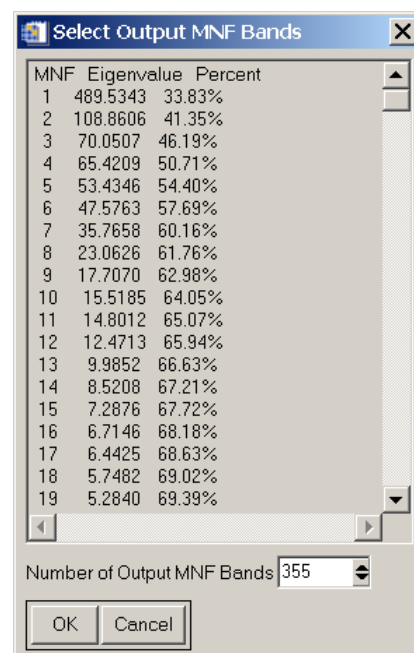 Select Output MNF Bands
MNF Eigenvalue Percent
1 489.5343 33.83%
2 108.8606 41.35%
3 70.0507 46.19%
4 65.4209 50.71%
5 53.4346 54.40%
6 47.5763 57.69%
7 35.7658 60.16%
8 23.0626 61.76%
9 17.7070 62.98%
10 15.5185 64.05%
11 14.8012 65.07%
12 12.4713 65.94%
13 9.9852 66.63%
14 8.5208 67.21%
15 7.2876 67.72%
16 6.7146 68.18%
17 6.4425 68.63%
18 5.7482 69.02%
19 5.2840 69.39%
Number of Output MNF Bands 355
OK Cancel